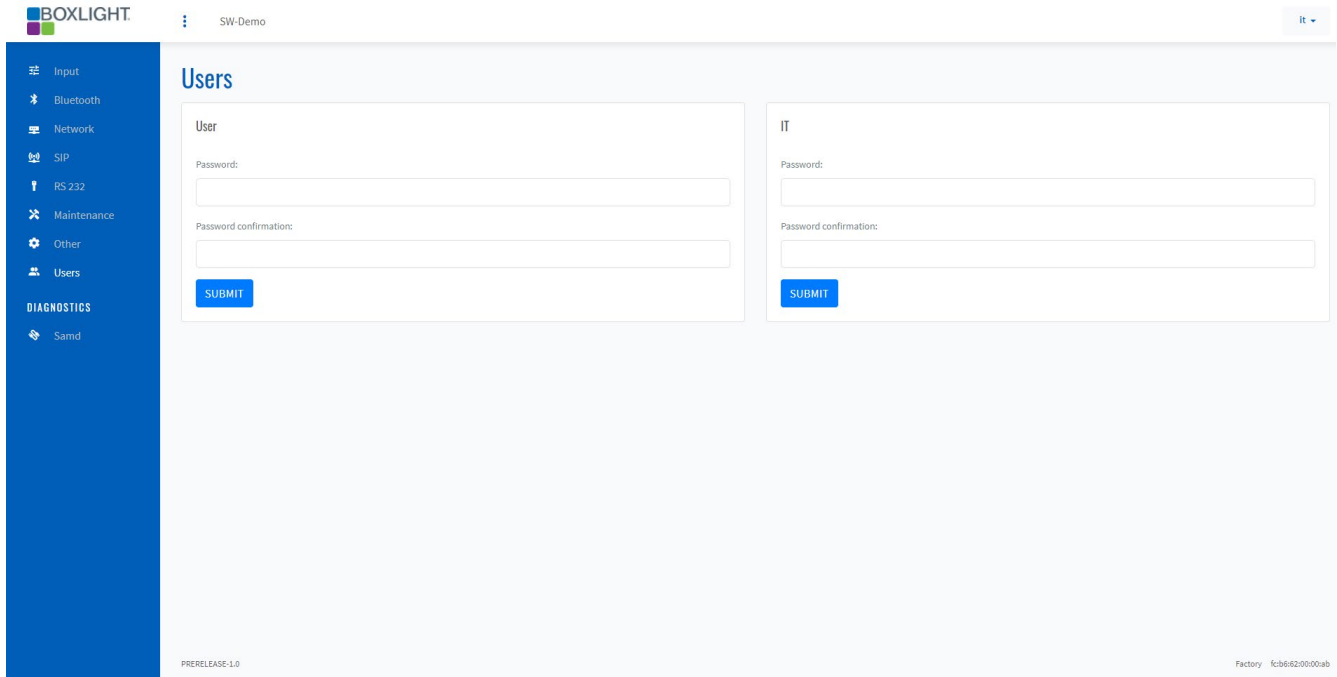 BOXLIGHT
SW-Demo
it
Input
Bluetooth
Network
SIP
RS 232
Maintenance
Other
Users
DIAGNOSTICS
Samd
Users
User
Password:
Password confirmation:
SUBMIT
IT
Password:
Password confirmation:
SUBMIT
PRERELEASE-1.0
Factory fc:b6:62:00:00:ab